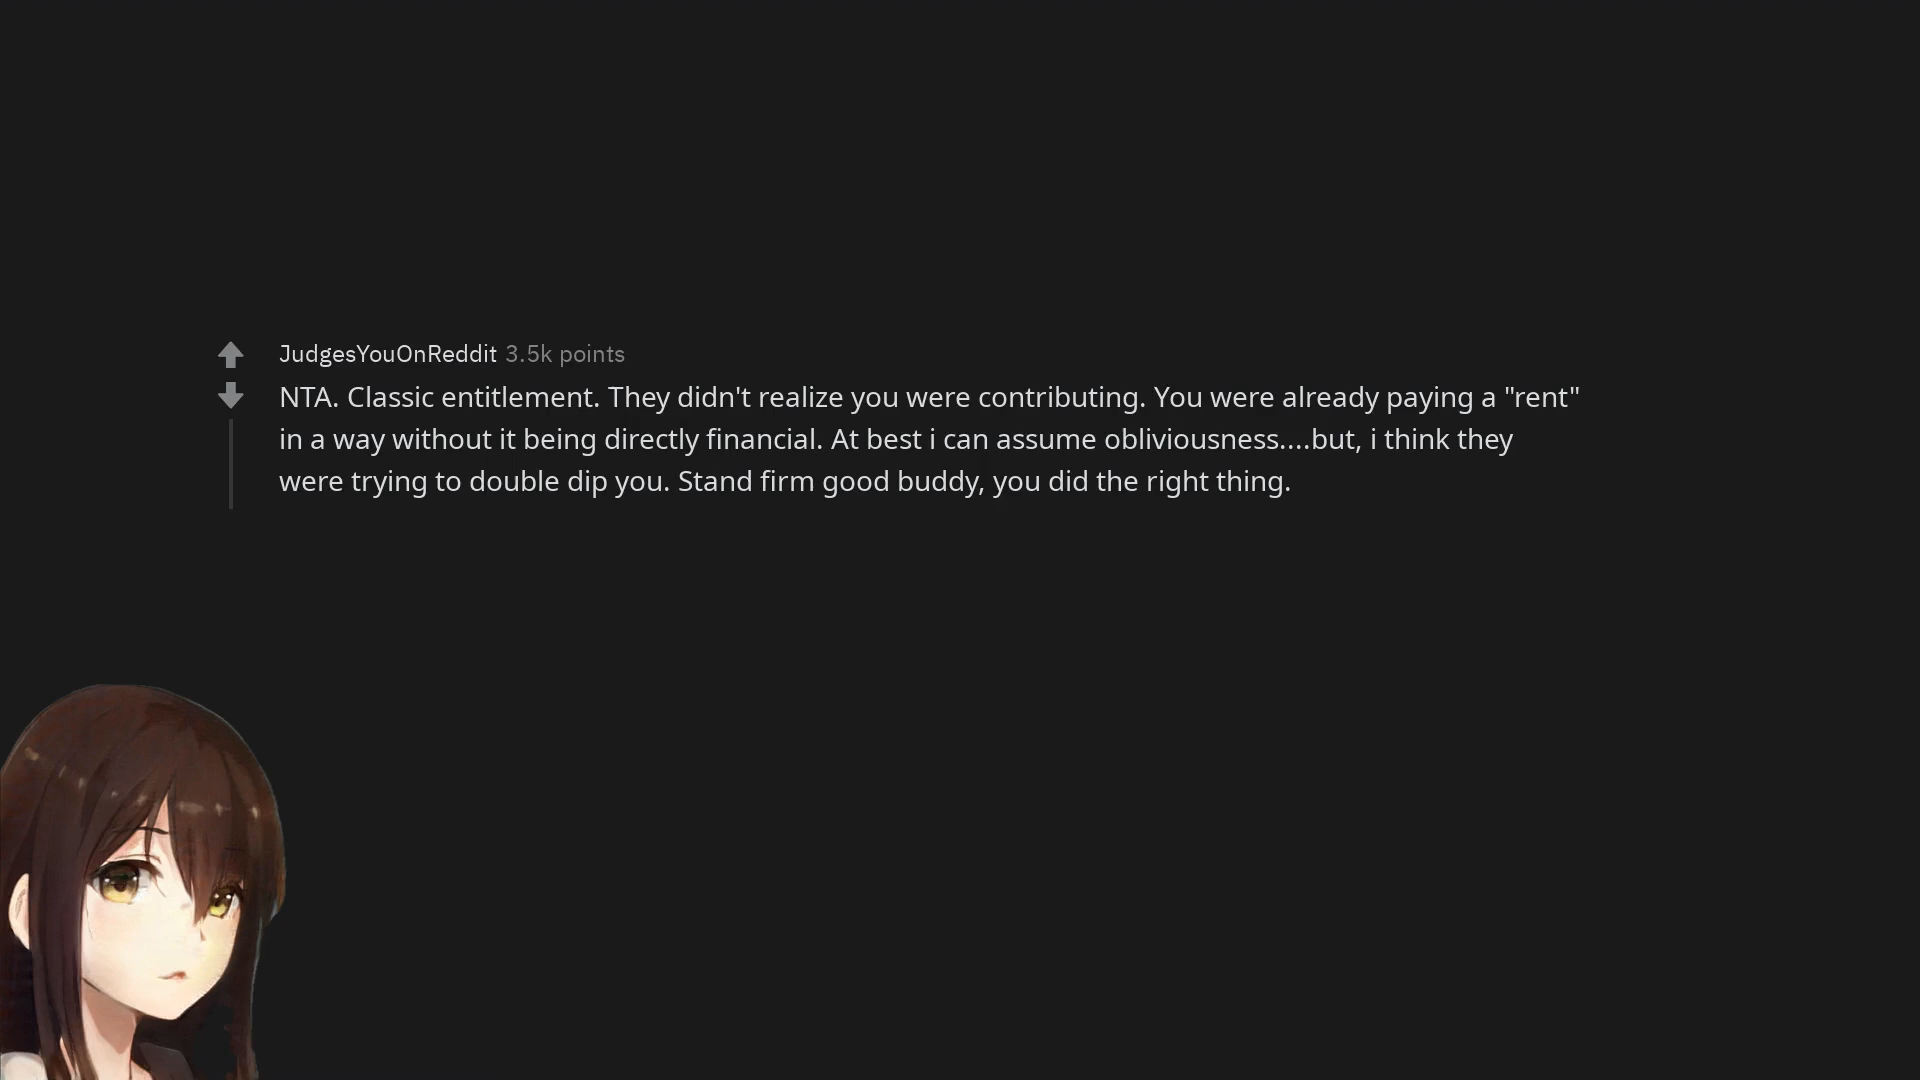 JudgesYouOnReddit 3.5k points
NTA. Classic entitlement. They didn't realize you were contributing. You were already paying a "rent"
in a way without it being directly financial. At best i can assume obliviousness....but, i think they
were trying to double dip you. Stand firm good buddy, you did the right thing.